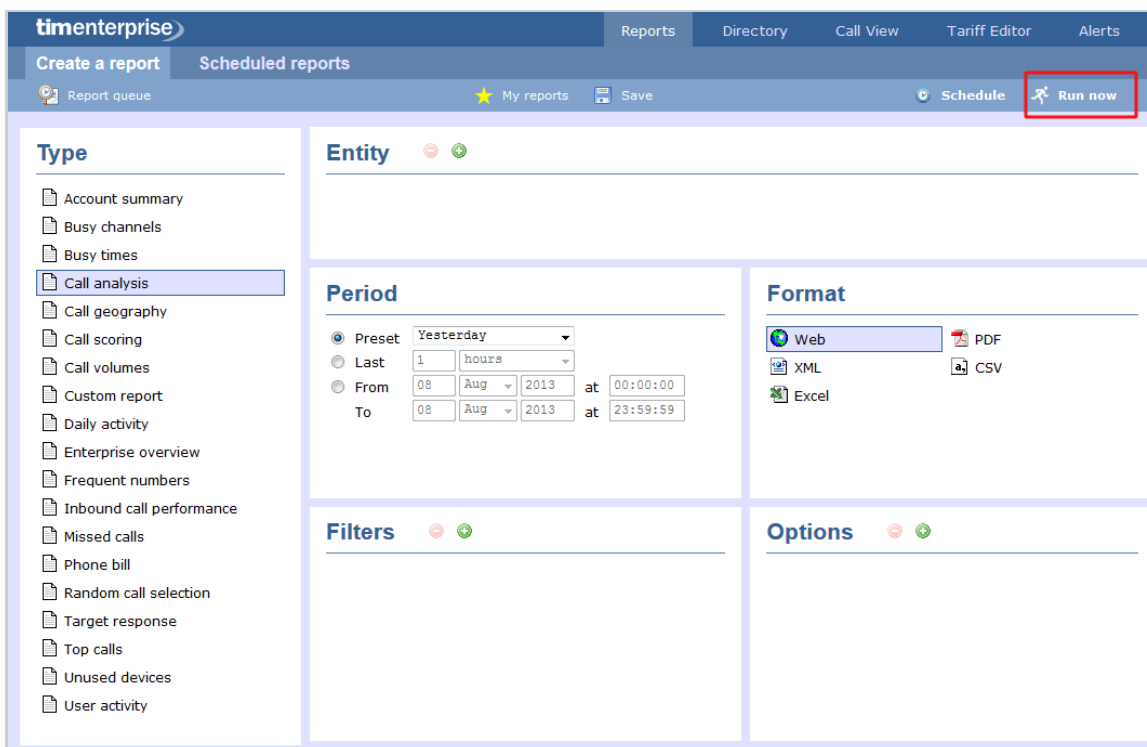 timenterprise
Reports Directory Call View Tariff Editor Alerts
Create a report Scheduled reports
Report queue My reports Save Schedule Run now
Type
Account summary
Busy channels
Busy times
Call analysis
Call geography
Call scoring
Call volumes
Custom report
Daily activity
Enterprise overview
Frequent numbers
Inbound call performance
Missed calls
Phone bill
Random call selection
Target response
Top calls
Unused devices
User activity
Entity
Period
Preset Yesterday
Last 1 hours
From 08 Aug 2013 at 00:00:00
To 08 Aug 2013 at 23:59:59
Format
Web PDF
XML CSV
Excel
Filters
Options